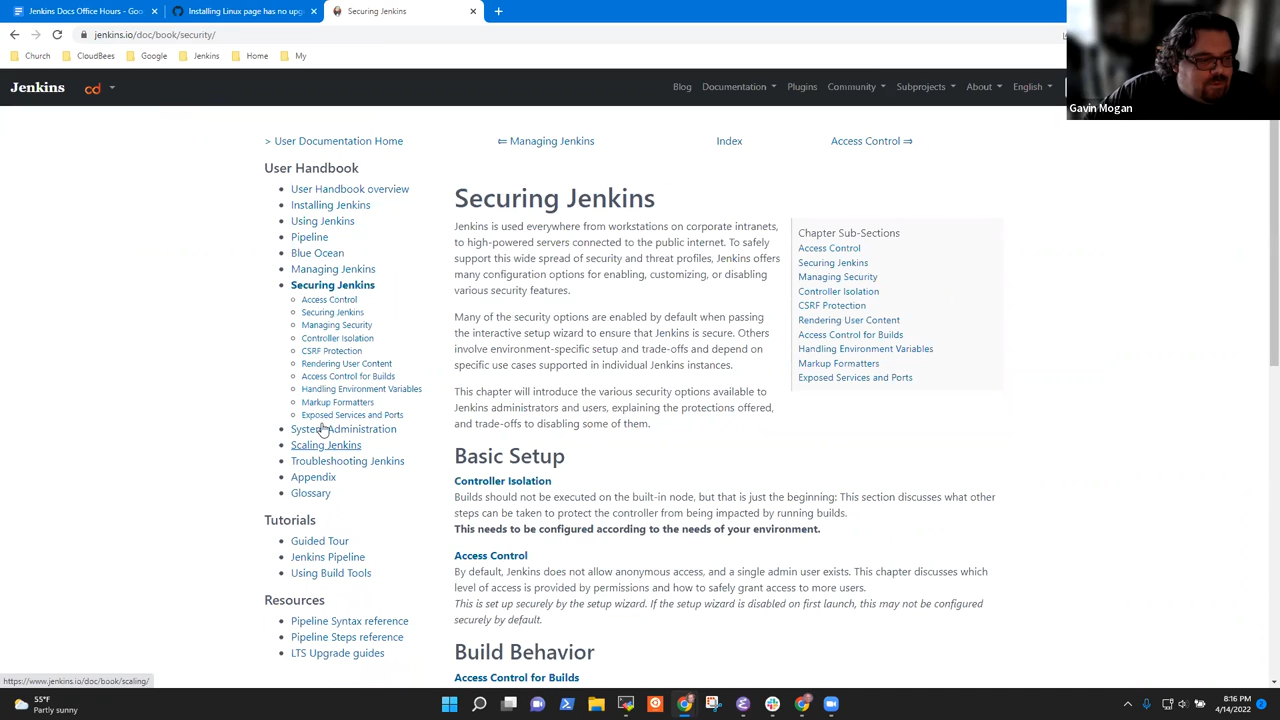 Jenkins Docs Office Hours - Goo
Installing Linux page has no upg
Securing Jenkins
jenkins.io/doc/book/security/
Church
CloudBees
Google
Jenkins
Home
My
Jenkins
cd
Blog
Documentation
Plugins
Community
Subprojects
About
English
Gavin Mogan
> User Documentation Home
⇐ Managing Jenkins
Index
Access Control ⇒
User Handbook
User Handbook overview
Installing Jenkins
Using Jenkins
Pipeline
Blue Ocean
Managing Jenkins
Securing Jenkins
Access Control
Securing Jenkins
Managing Security
Controller Isolation
CSRF Protection
Rendering User Content
Access Control for Builds
Handling Environment Variables
Markup Formatters
Exposed Services and Ports
System Administration
Scaling Jenkins
Troubleshooting Jenkins
Appendix
Glossary
Tutorials
Guided Tour
Jenkins Pipeline
Using Build Tools
Resources
Pipeline Syntax reference
Pipeline Steps reference
LTS Upgrade guides
Securing Jenkins
Jenkins is used everywhere from workstations on corporate intranets,
to high-powered servers connected to the public internet. To safely
support this wide spread of security and threat profiles, Jenkins offers
many configuration options for enabling, customizing, or disabling
various security features.
Many of the security options are enabled by default when passing
the interactive setup wizard to ensure that Jenkins is secure. Others
involve environment-specific setup and trade-offs and depend on
specific use cases supported in individual Jenkins instances.
This chapter will introduce the various security options available to
Jenkins administrators and users, explaining the protections offered,
and trade-offs to disabling some of them.
Chapter Sub-Sections
Access Control
Securing Jenkins
Managing Security
Controller Isolation
CSRF Protection
Rendering User Content
Access Control for Builds
Handling Environment Variables
Markup Formatters
Exposed Services and Ports
Basic Setup
Controller Isolation
Builds should not be executed on the built-in node, but that is just the beginning: This section discusses what other
steps can be taken to protect the controller from being impacted by running builds.
This needs to be configured according to the needs of your environment.
Access Control
By default, Jenkins does not allow anonymous access, and a single admin user exists. This chapter discusses which
level of access is provided by permissions and how to safely grant access to more users.
This is set up securely by the setup wizard. If the setup wizard is disabled on first launch, this may not be configured
securely by default.
Build Behavior
Access Control for Builds
https://www.jenkins.io/doc/book/scaling/
55°F
Partly sunny
8:16 PM
4/14/2022